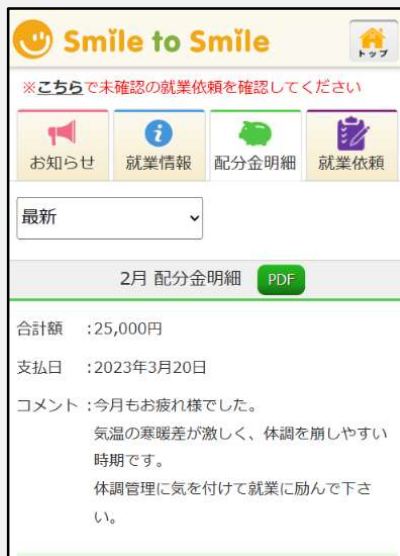 Smile to Smile
トップ
※こちらで未確認の就業依頼を確認してください
お知らせ
就業情報
配分金明細
就業依頼
最新
2月 配分金明細 PDF
合計額 :25,000円
支払日 :2023年3月20日
コメント :今月もお疲れ様でした。
気温の寒暖差が激しく、体調を崩しやすい
時期です。
体調管理に気を付けて就業に励んで下さ
い。